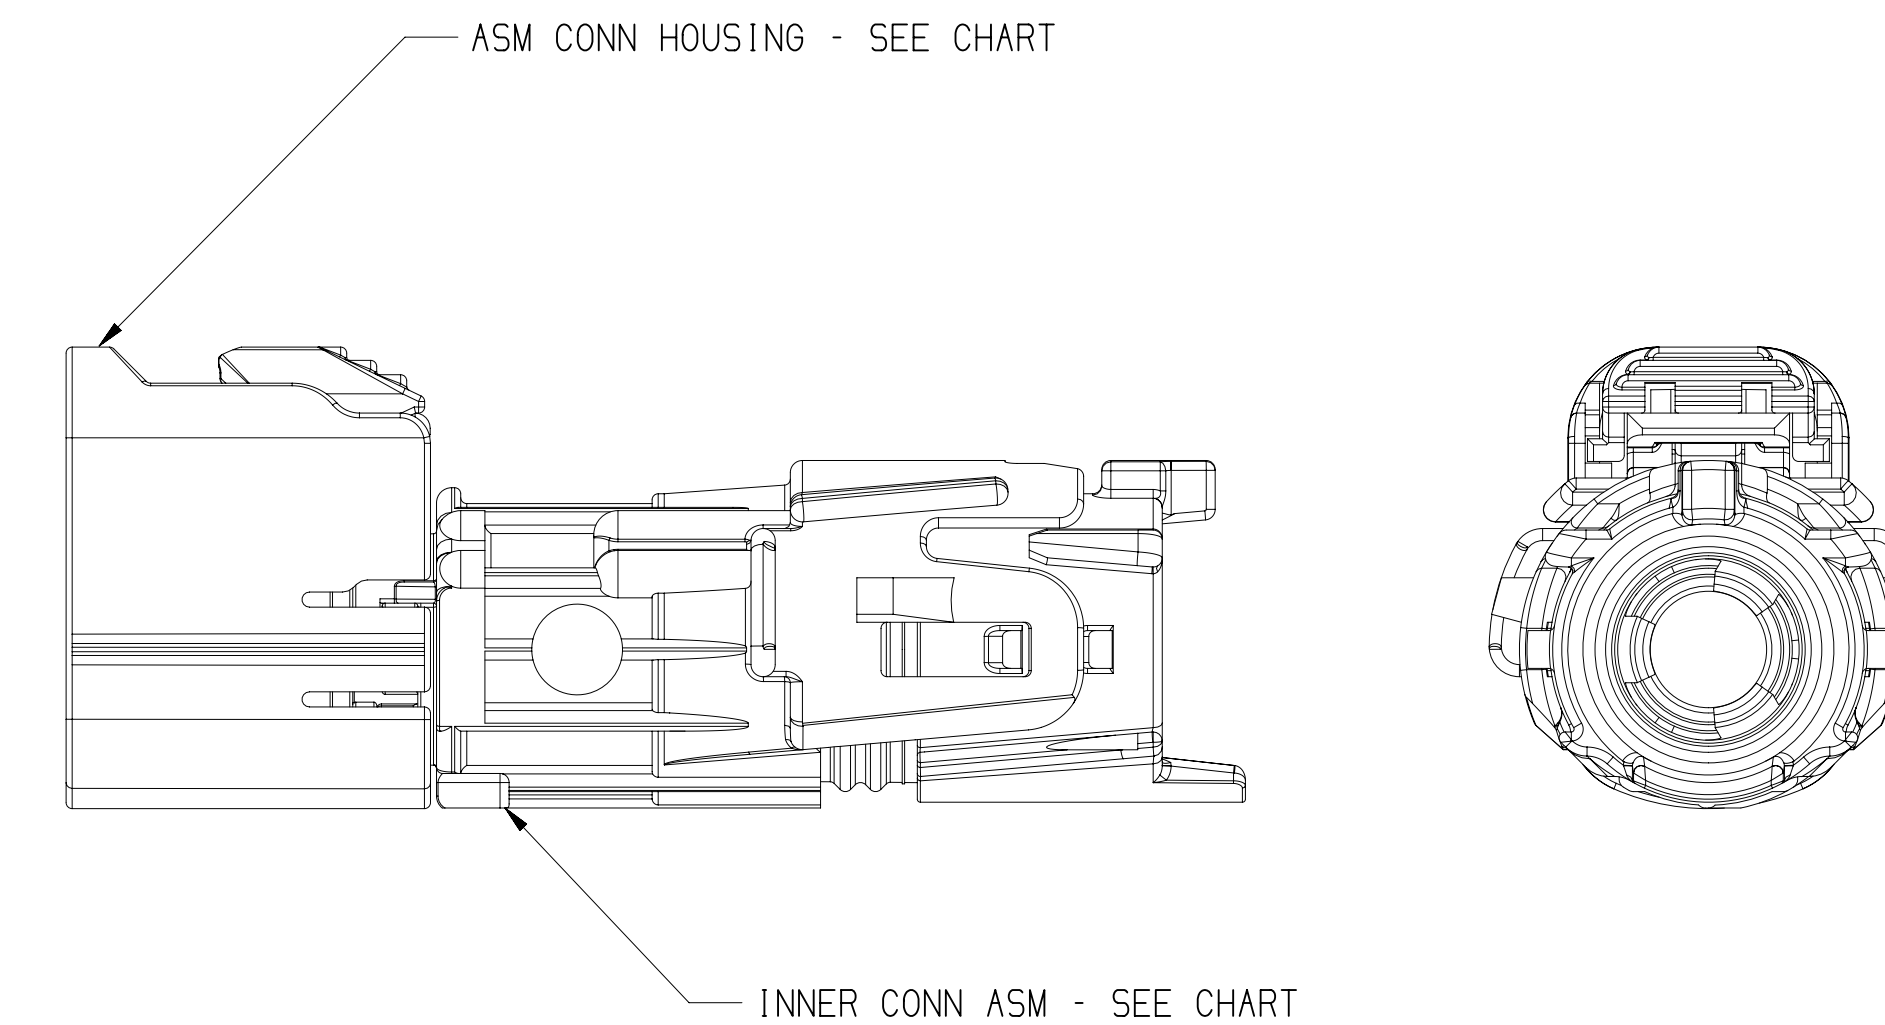 ASM CONN HOUSING - SEE CHART
INNER CONN ASM - SEE CHART